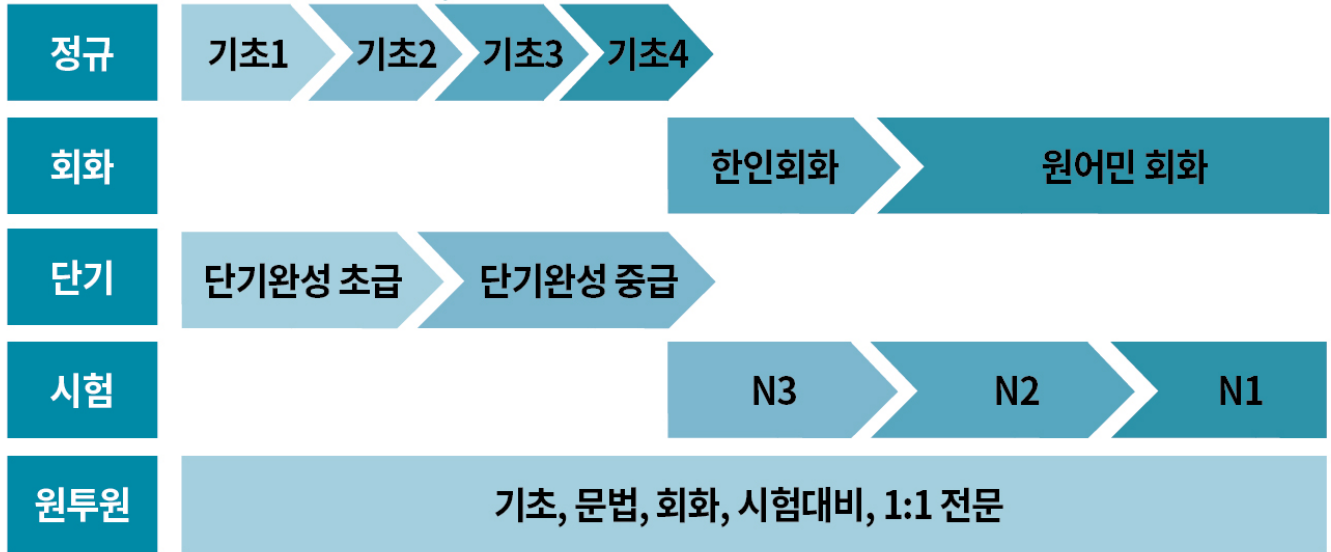 정규 기초1 기초2 기초3 기초4
회화 한인회화 원어민 회화
단기 단기완성 초급 단기완성 중급
시험 N3 N2 N1
원투원 기초, 문법, 회화, 시험대비, 1:1 전문